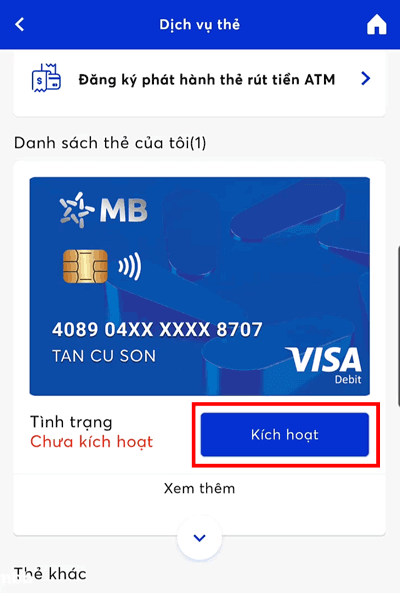 Dịch vụ thẻ
Đăng ký phát hành thẻ rút tiền ATM
Danh sách thẻ của tôi(1)
MB
4089 04XX XXXX 8707
TAN CU SON
VISA
Debit
Tình trạng
Chưa kích hoạt
Kích hoạt
Xem thêm
Thẻ khác